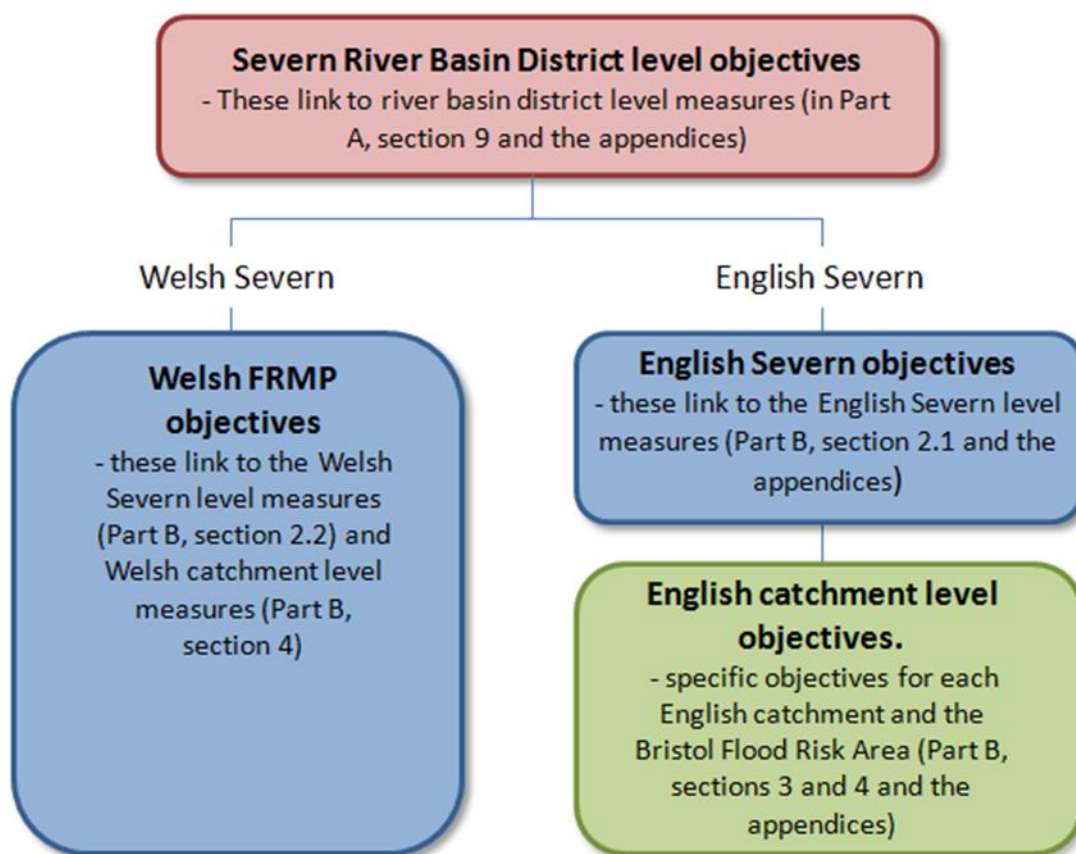 Severn River Basin District level objectives
- These link to river basin district level measures (in Part
A, section 9 and the appendices)
Welsh Severn
English Severn
Welsh FRMP
objectives
- these link to the Welsh
Severn level measures
(Part B, section 2.2) and
Welsh catchment level
measures (Part B,
section 4)
English Severn objectives
- these link to the English Severn level
measures (Part B, section 2.1 and the
appendices)
English catchment level
objectives.
- specific objectives for each
English catchment and the
Bristol Flood Risk Area (Part B,
sections 3 and 4 and the
appendices)